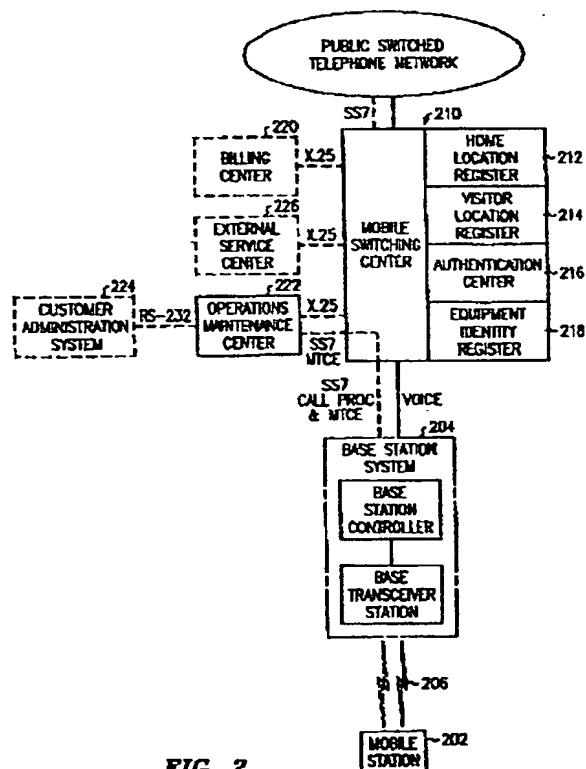 PUBLIC SWITCHED
TELEPHONE NETWORK
SS7
210
220
BILLING
CENTER
X.25
HOME
LOCATION
REGISTER
212
226
EXTERNAL
SERVICE
CENTER
X.25
MOBILE
SWITCHING
CENTER
VISITOR
LOCATION
REGISTER
214
AUTHENTICATION
CENTER
216
224
CUSTOMER
ADMINISTRATION
SYSTEM
RS-232
222
OPERATIONS
MAINTENANCE
CENTER
X.25
SS7
MTCE
EQUIPMENT
IDENTITY
REGISTER
218
SS7
CALL PROC
& MTCE
VOICE
204
BASE STATION
SYSTEM
BASE
STATION
CONTROLLER
BASE
TRANSCEIVER
STATION
206
MOBILE
STATION
202
FIG. 2